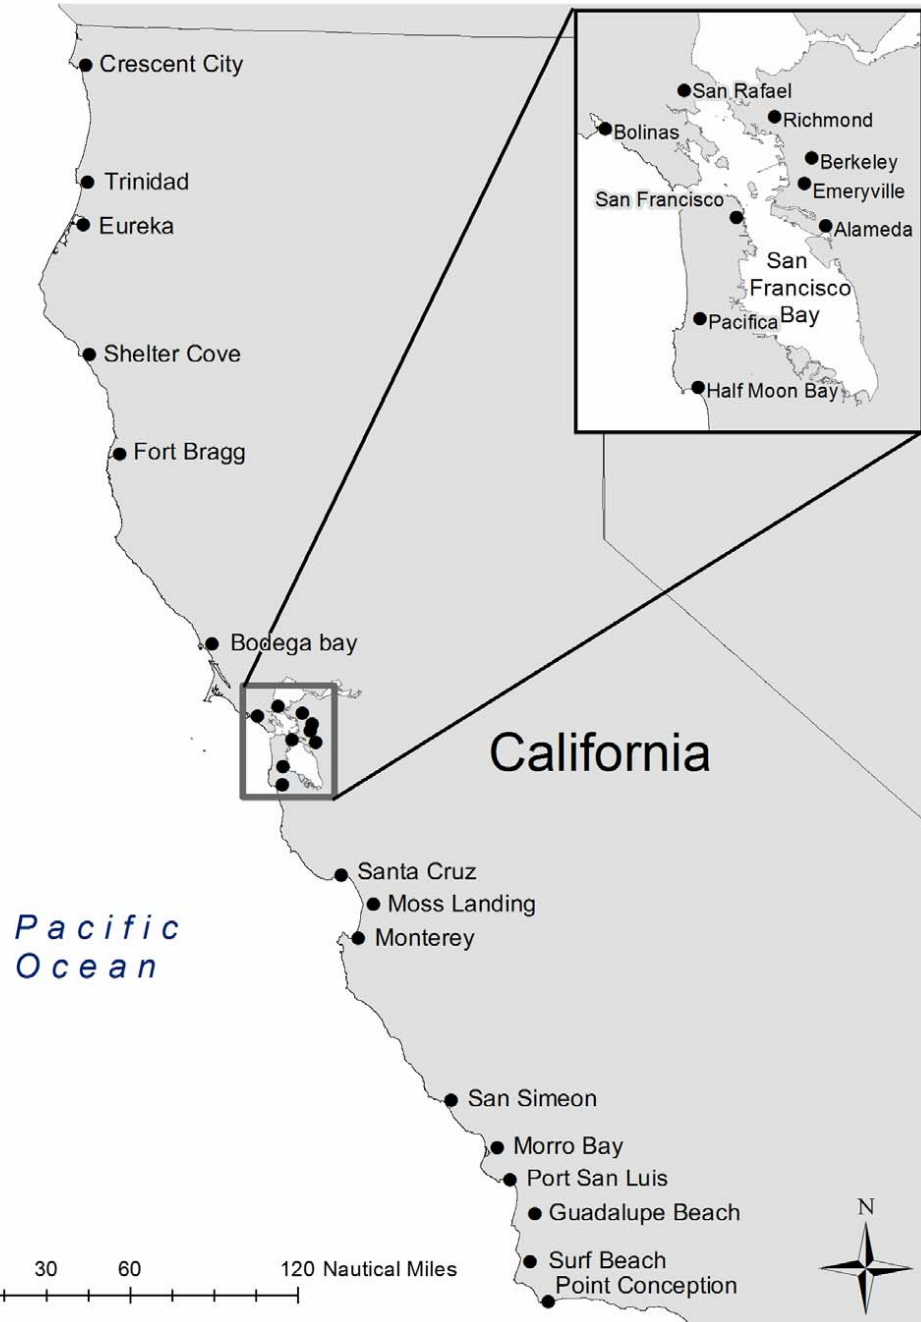 Crescent City
Trinidad
Eureka
Shelter Cove
Fort Bragg
Bodega bay
San Rafael
Richmond
Bolinas
Berkeley
Emeryville
San Francisco
Alameda
San
Francisco
Bay
Pacifica
Half Moon Bay
California
Santa Cruz
Moss Landing
Monterey
Pacific
Ocean
San Simeon
Morro Bay
Port San Luis
Guadalupe Beach
Surf Beach
Point Conception
N
30 60 120 Nautical Miles